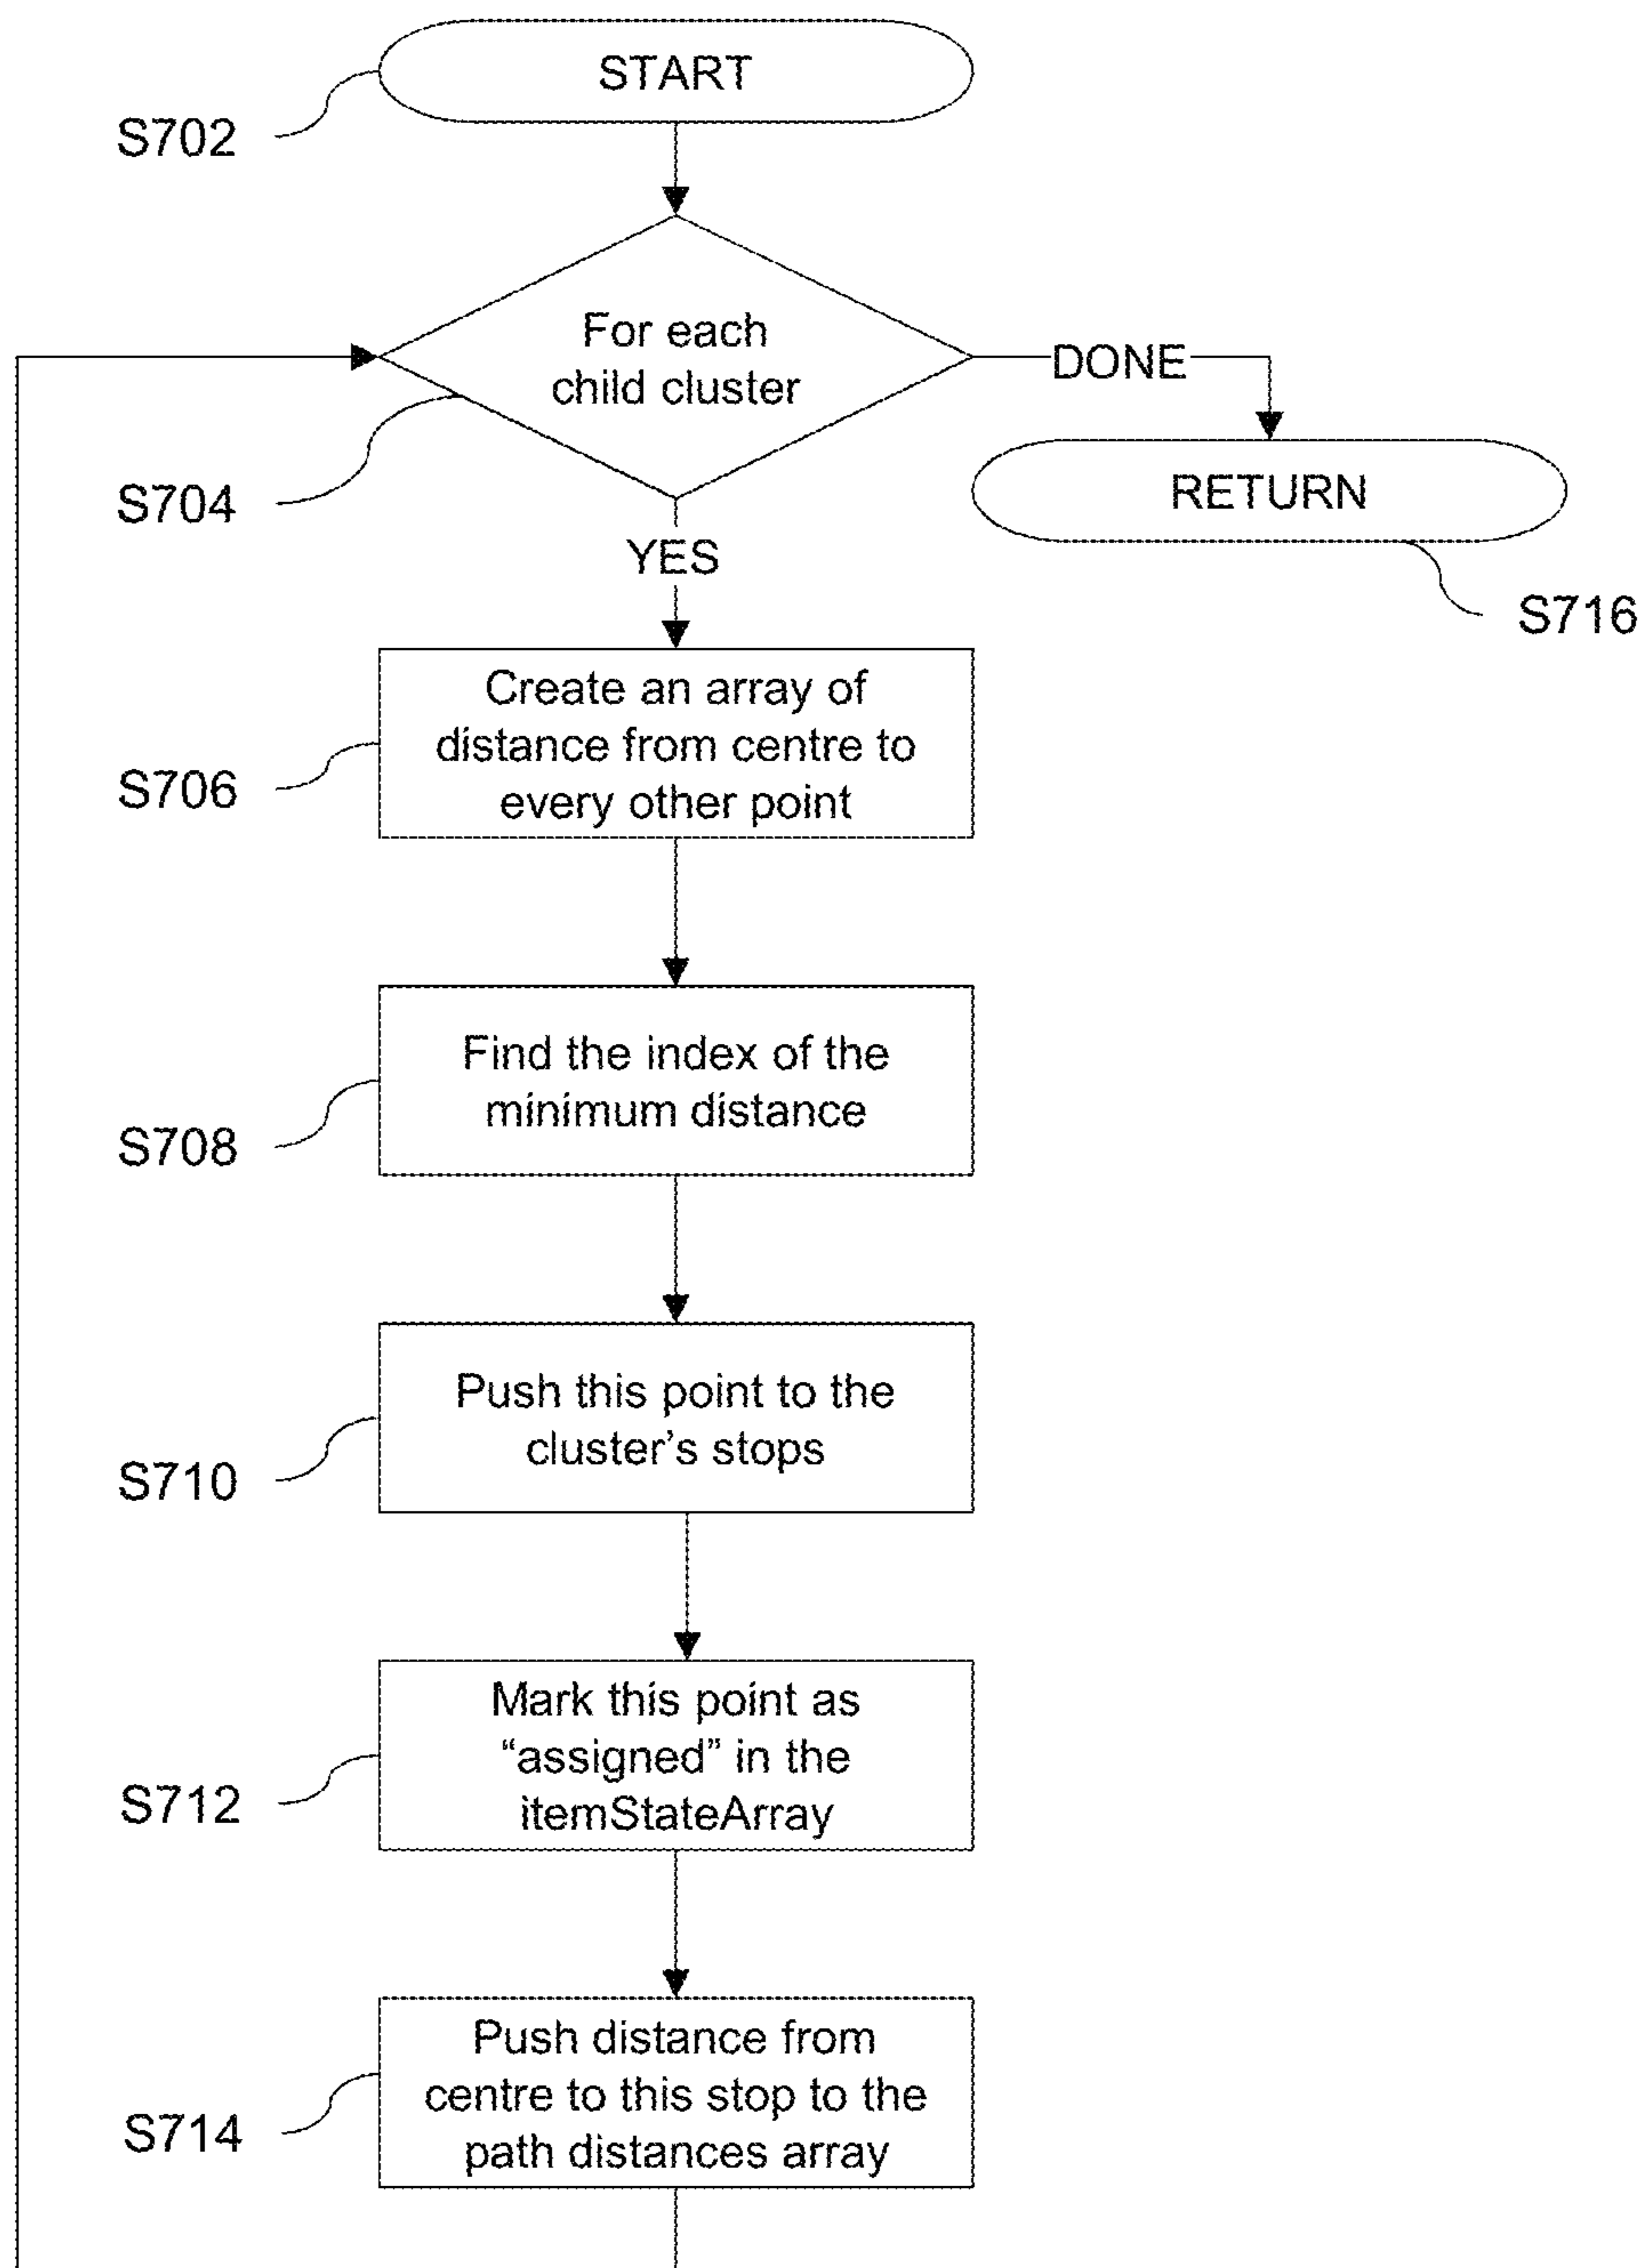 START
S702
For each
child cluster
DONE
S704
RETURN
YES
S716
Create an array of
distance from centre to
every other point
S706
Find the index of the
minimum distance
S708
Push this point to the
cluster’s stops
S710
Mark this point as
“assigned” in the
itemStateArray
S712
Push distance from
centre to this stop to the
path distances array
S714